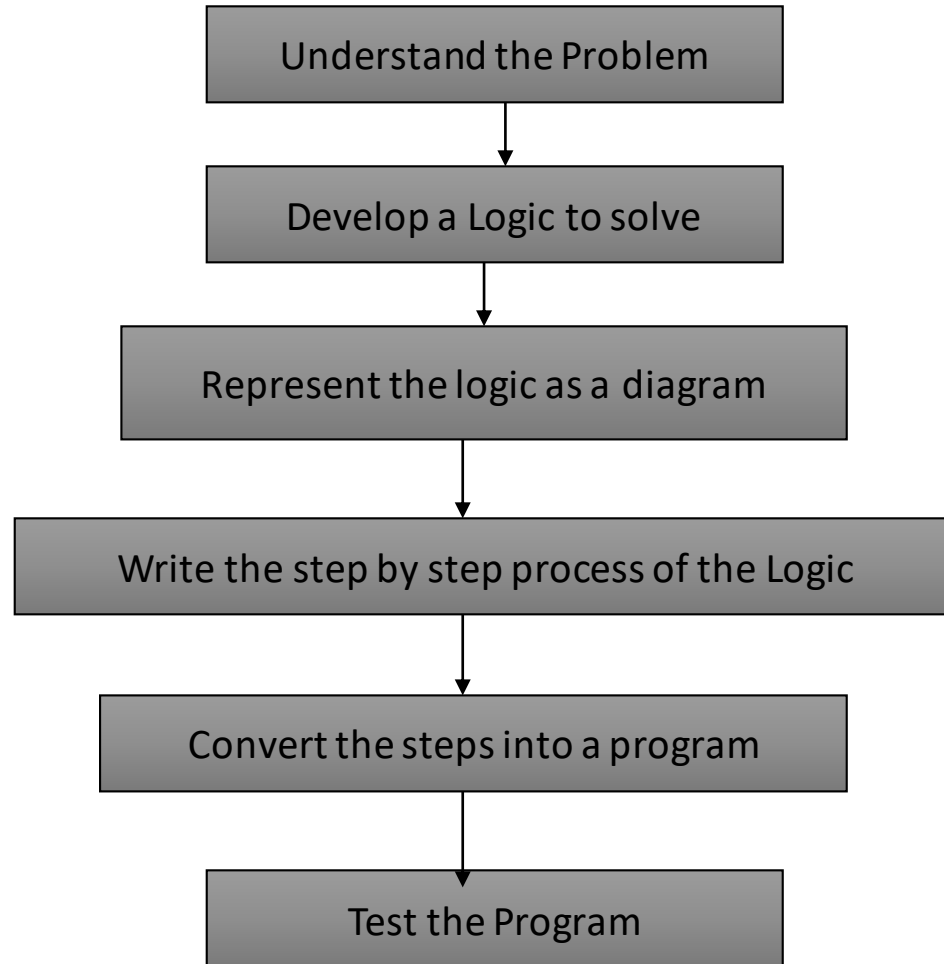 Understand the Problem
Develop a Logic to solve
Represent the logic as a diagram
Write the step by step process of the Logic
Convert the steps into a program
Test the Program